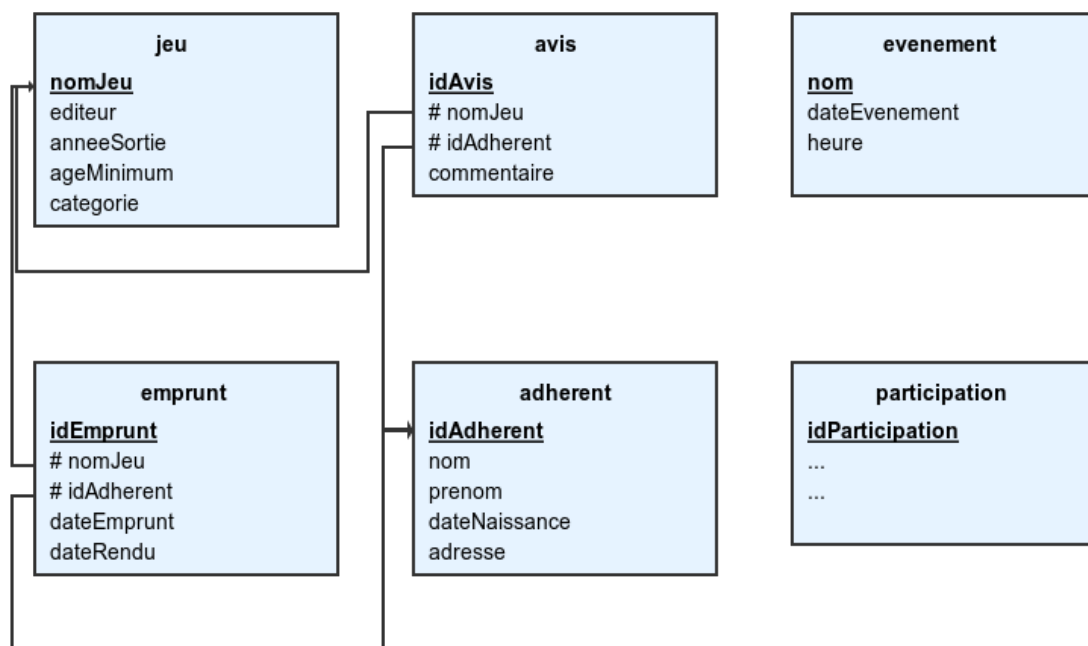 jeu
nomJeu
editeur
anneeSortie
ageMinimum
categorie
avis
idAvis
# nomJeu
# idAdherent
commentaire
evenement
nom
dateEvenement
heure
emprunt
idEmprunt
# nomJeu
# idAdherent
dateEmprunt
dateRendu
adherent
idAdherent
nom
prenom
dateNaissance
adresse
participation
idParticipation
...
...